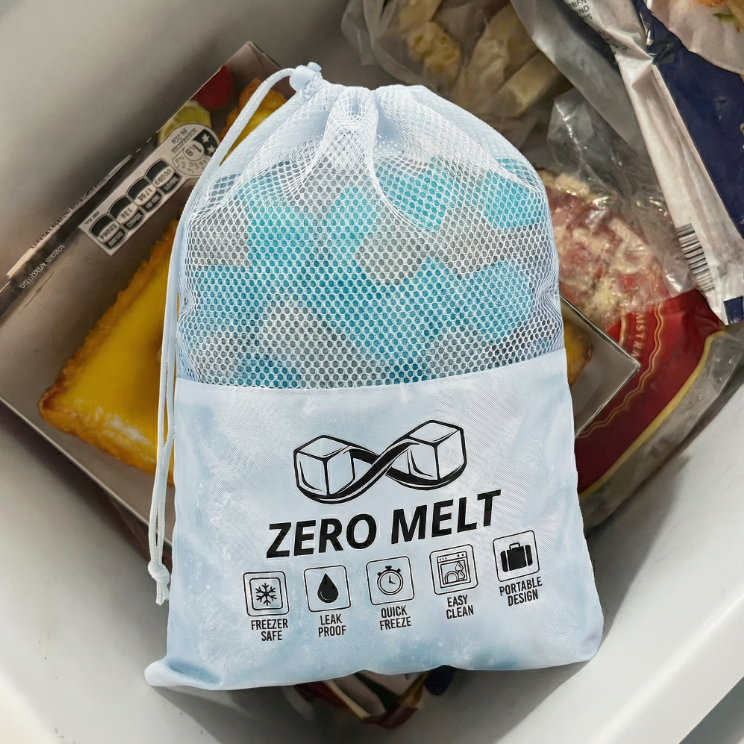 ZERO MELT
FREEZER
SAFE
LEAK
PROOF
QUICK
FREEZE
EASY
CLEAN
PORTABLE
DESIGN